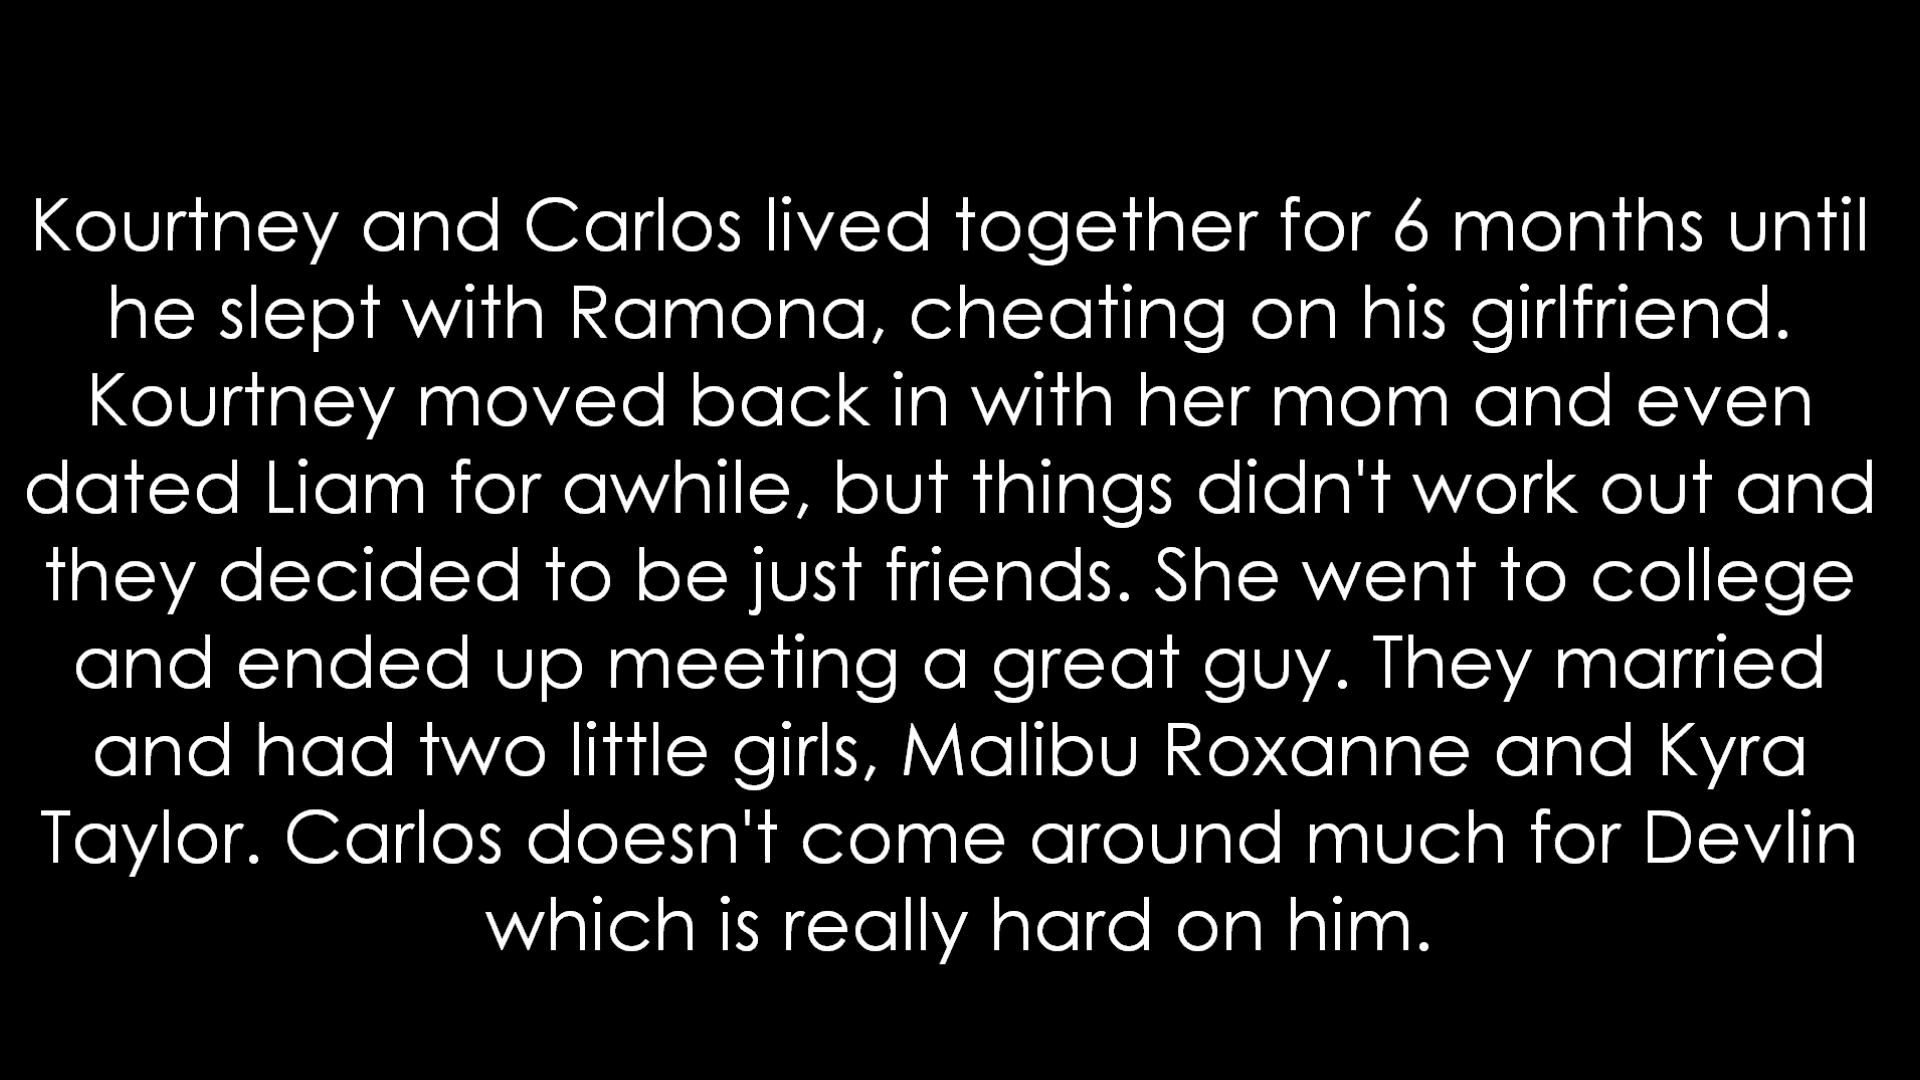 Kourtney and Carlos lived together for 6 months until
he slept with Ramona, cheating on his girlfriend.
Kourtney moved back in with her mom and even
dated Liam for awhile, but things didn't work out and
they decided to be just friends. She went to college
and ended up meeting a great guy. They married
and had two little girls, Malibu Roxanne and Kyra
Taylor. Carlos doesn't come around much for Devlin
which is really hard on him.